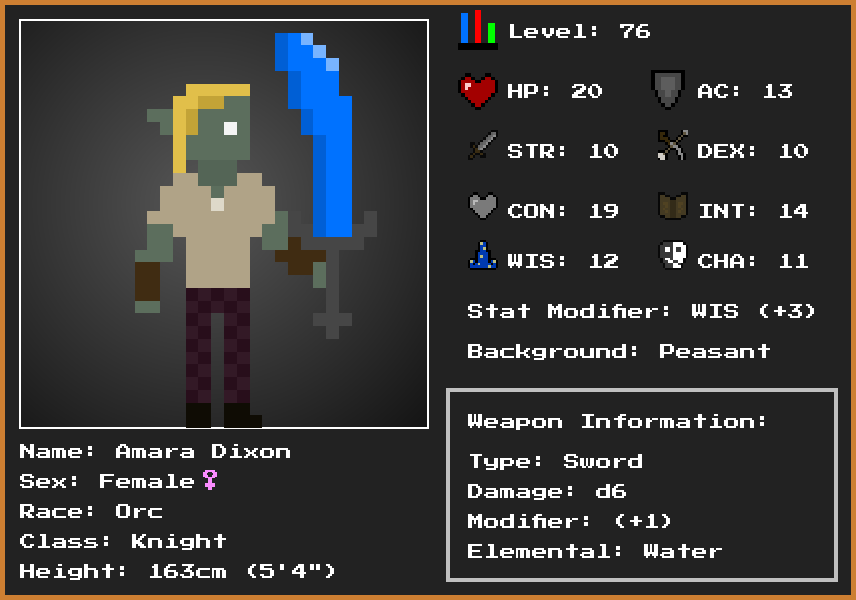 Level: 76
HP: 20 AC: 13
STR: 10 DEX: 10
CON: 19 INT: 14
WIS: 12 CHA: 11
Stat Modifier: WIS (+3)
Background: Peasant
Weapon Information:
Type: Sword
Damage: d6
Modifier: (+1)
Elemental: Water
Name: Amara Dixon
Sex: Female♀
Race: Orc
Class: Knight
Height: 163cm (5'4")